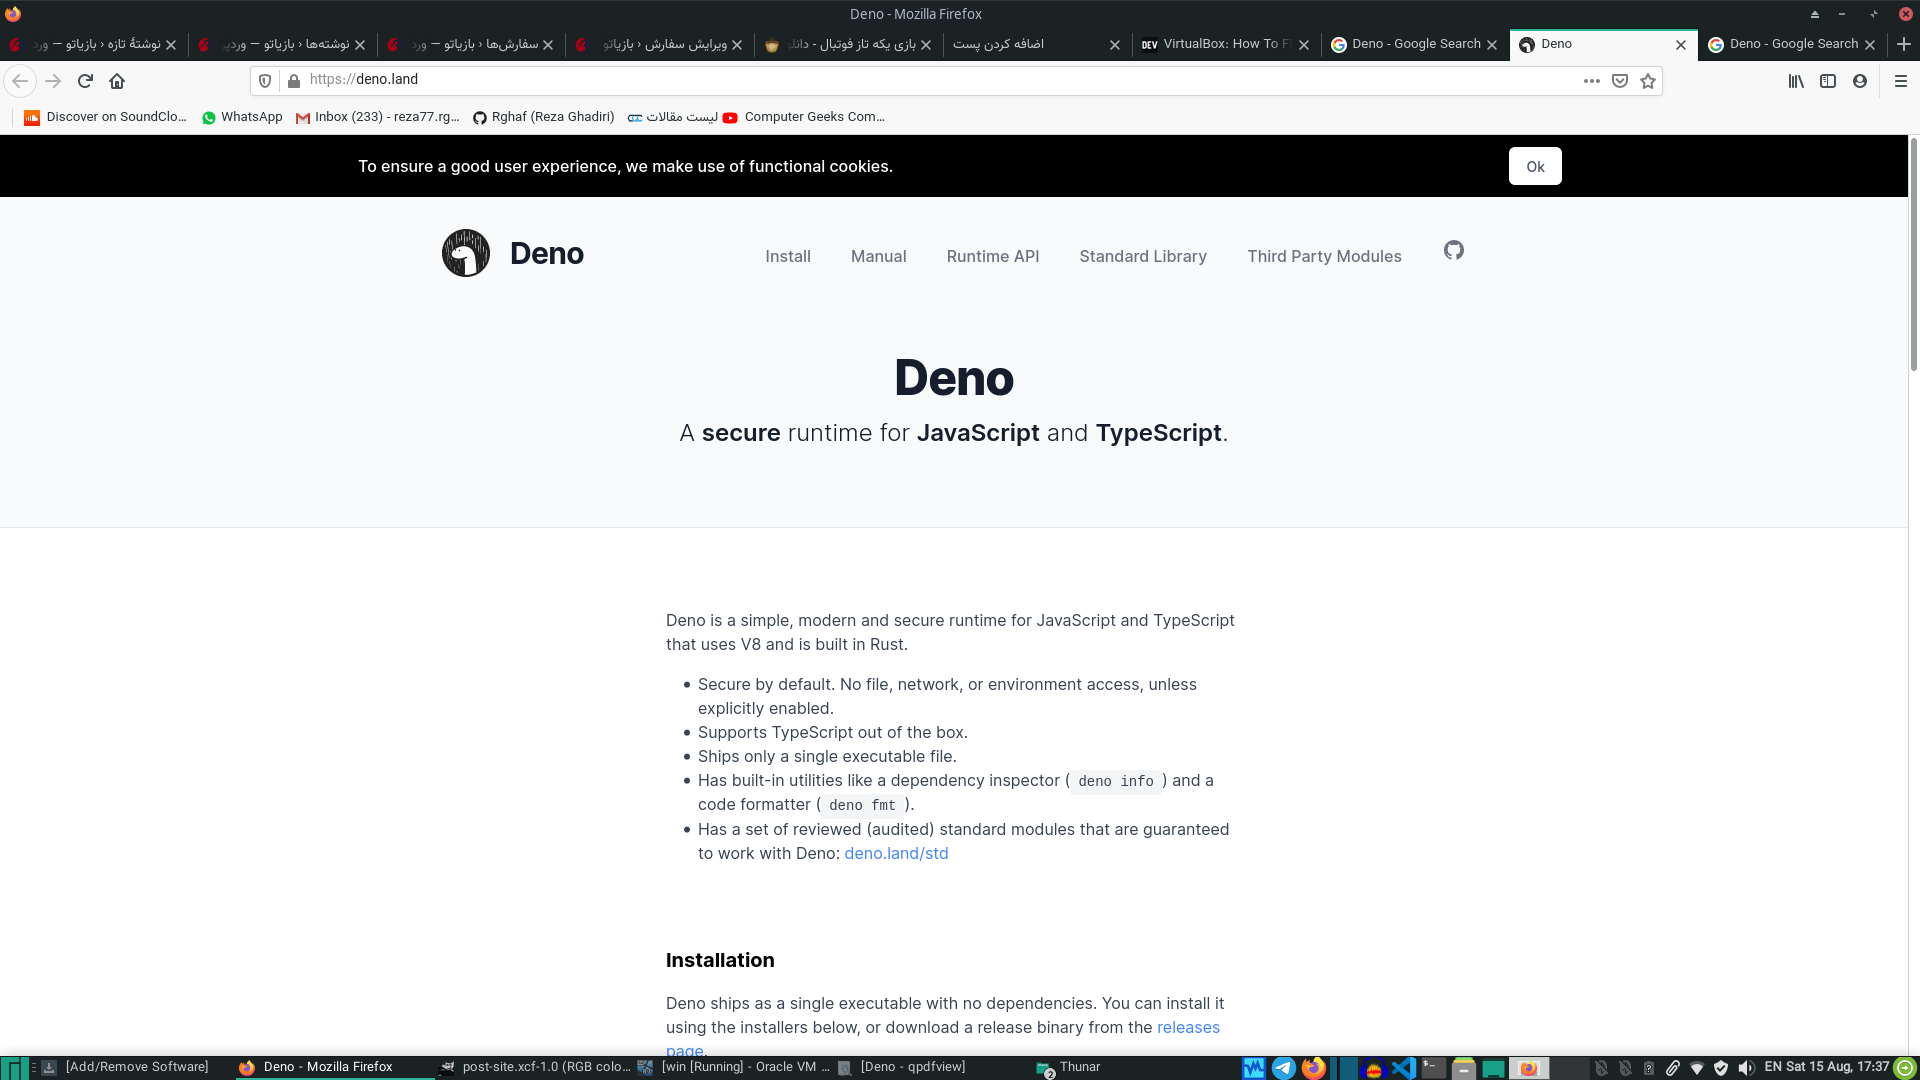 Deno - Mozilla Firefox
نوشتهٔ تازه ‹ بازیاتو — ورد
نوشته‌ها ‹ بازیاتو — وردپر
سفارش‌ها ‹ بازیاتو — ورد
ویرایش سفارش ‹ بازیاتو
بازی یکه تاز فوتبال - دانلو
اضافه کردن پست
DEV VirtualBox: How To F
Deno - Google Search
Deno
Deno - Google Search
https://deno.land
Discover on SoundClo...
WhatsApp
Inbox (233) - reza77.rg...
Rghaf (Reza Ghadiri)
لیست مقالات
Computer Geeks Com...
To ensure a good user experience, we make use of functional cookies.
Ok
Deno
Install
Manual
Runtime API
Standard Library
Third Party Modules
Deno
A secure runtime for JavaScript and TypeScript.
Deno is a simple, modern and secure runtime for JavaScript and TypeScript
that uses V8 and is built in Rust.
• Secure by default. No file, network, or environment access, unless
explicitly enabled.
• Supports TypeScript out of the box.
• Ships only a single executable file.
• Has built-in utilities like a dependency inspector ( deno info ) and a
code formatter ( deno fmt ).
• Has a set of reviewed (audited) standard modules that are guaranteed
to work with Deno: deno.land/std
Installation
Deno ships as a single executable with no dependencies. You can install it
using the installers below, or download a release binary from the releases
page.
[Add/Remove Software]
Deno - Mozilla Firefox
post-site.xcf-1.0 (RGB colo...
[win [Running] - Oracle VM ...
[Deno - qpdfview]
2 Thunar
EN Sat 15 Aug, 17:37